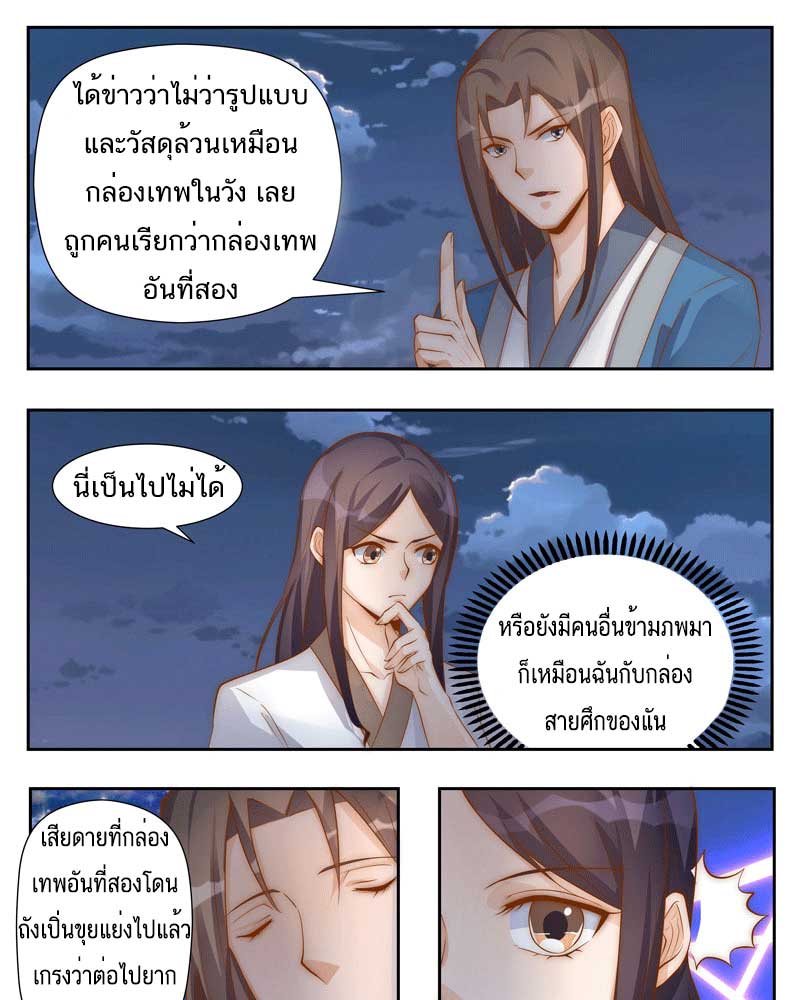 ได้ข่าวว่าไม่ว่ารูปแบบ
และวัสดุล้วนเหมือน
กล่องเทพในวัง เลย
ถูกคนเรียกว่ากล่องเทพ
อันที่สอง
นี่เป็นไปไม่ได้
หรือยังมีคนอื่นข้ามภพมา
ก็เหมือนฉันกับกล่อง
สายศึกของแัน
เสียดายที่กล่อง
เทพอันที่สองโดน
ถังเปิ่นขุยแย่งไปแล้ว
เกรงว่าต่อไปยาก